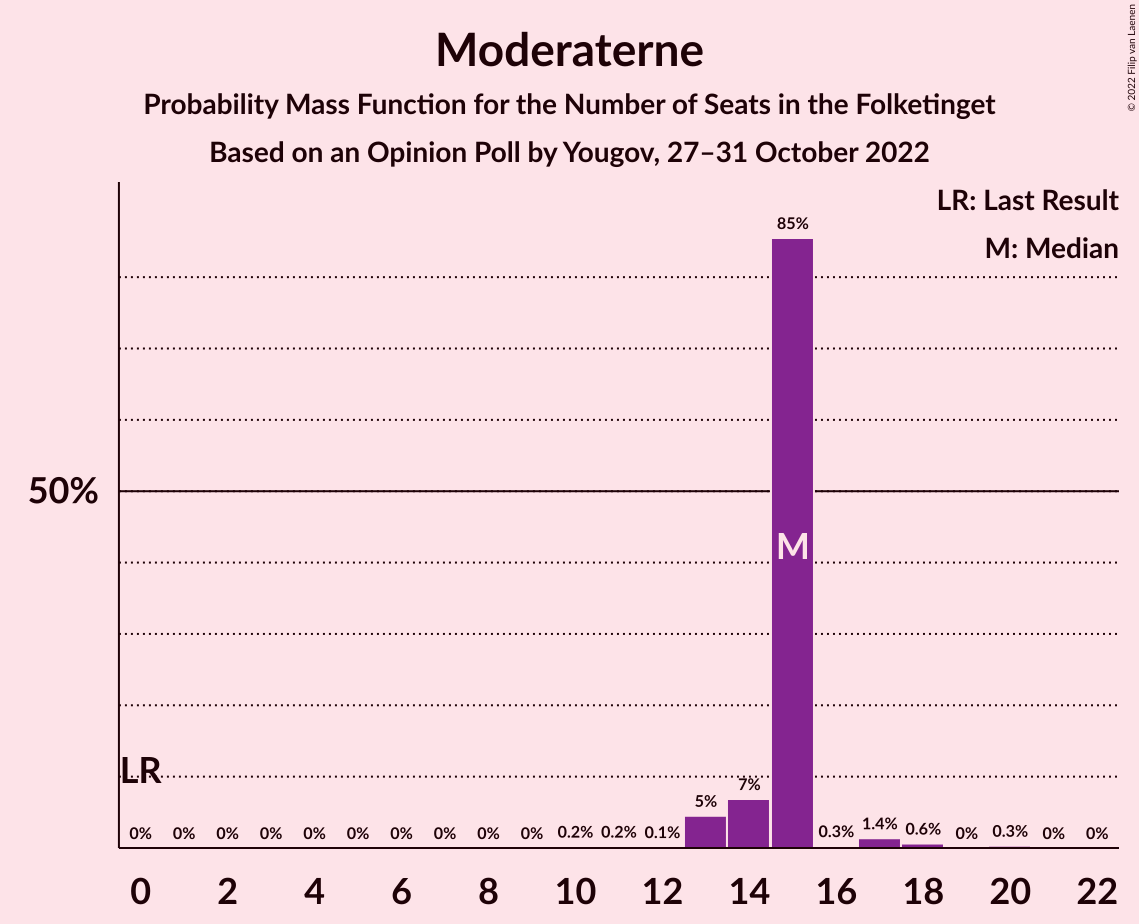 Moderaterne
Probability Mass Function for the Number of Seats in the Folketinget
Based on an Opinion Poll by Yougov, 27–31 October 2022
© 2022 Filip van Laenen
LR: Last Result
M: Median
85%
50%
M
LR
7%
5%
0% 0% 0% 0% 0% 0% 0% 0% 0% 0% 0.2% 0.2% 0.1% 0.3% 1.4% 0.6% 0% 0.3% 0% 0%
0 2 4 6 8 10 12 14 16 18 20 22